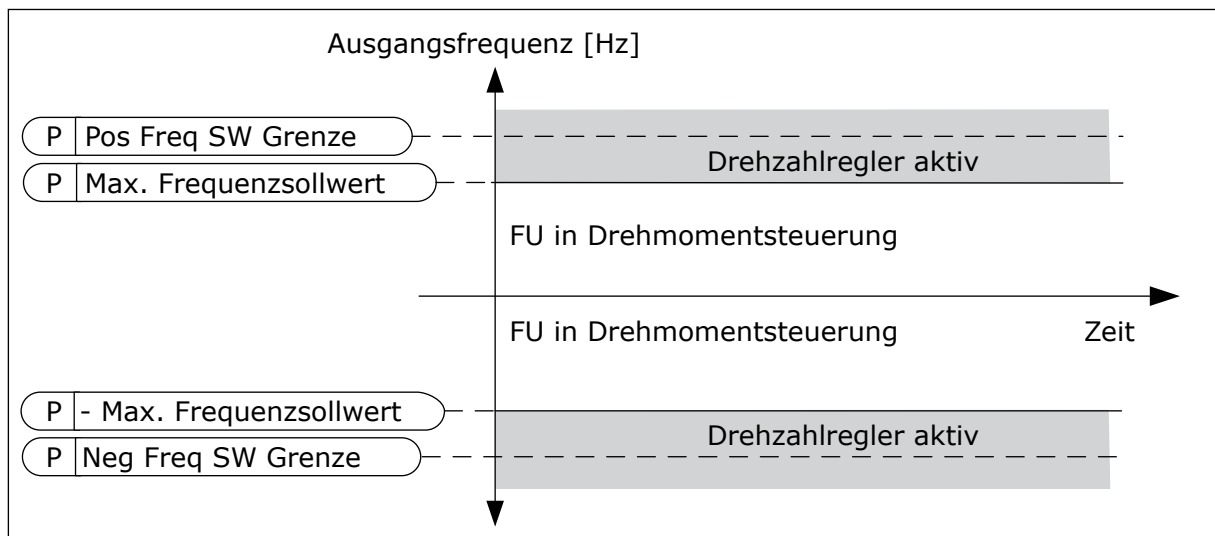 Ausgangsfrequenz [Hz]
P Pos Freq SW Grenze
Drehzahlregler aktiv
P Max. Frequenzsollwert
FU in Drehmomentsteuerung
FU in Drehmomentsteuerung
Zeit
P - Max. Frequenzsollwert
Drehzahlregler aktiv
P Neg Freq SW Grenze